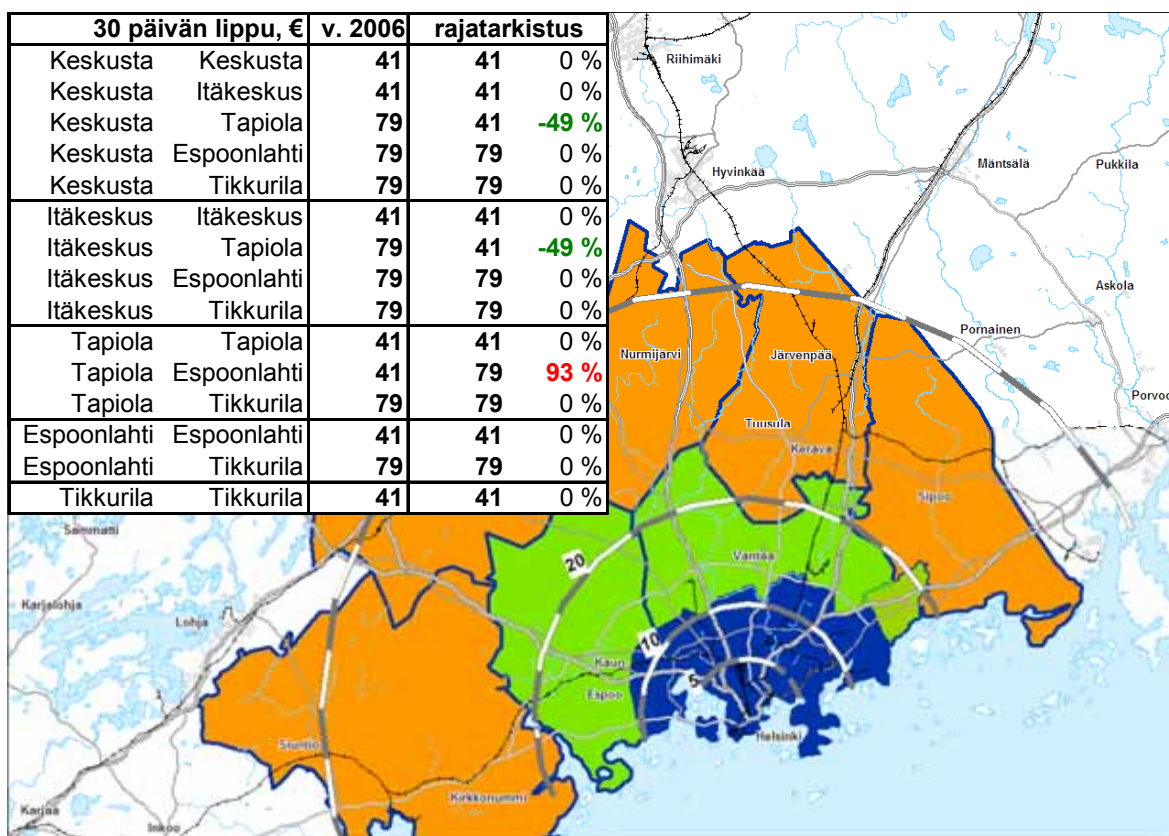 30 päivän lippu, € v. 2006 rajatarkistus
Keskusta Keskusta 41 41 0 %
Keskusta Itäkeskus 41 41 0 %
Keskusta Tapiola 79 41 -49 %
Keskusta Espoonlahti 79 79 0 %
Keskusta Tikkurila 79 79 0 %
Itäkeskus Itäkeskus 41 41 0 %
Itäkeskus Tapiola 79 41 -49 %
Itäkeskus Espoonlahti 79 79 0 %
Itäkeskus Tikkurila 79 79 0 %
Tapiola Tapiola 41 41 0 %
Tapiola Espoonlahti 41 79 93 %
Tapiola Tikkurila 79 79 0 %
Espoonlahti Espoonlahti 41 41 0 %
Espoonlahti Tikkurila 79 79 0 %
Tikkurila Tikkurila 41 41 0 %
Riihimäki
Hyvinkää
Mäntsälä
Pukkila
Askola
Pornainen
Nurmijärvi
Järvenpää
Porvoo
Tuusula
Kerava
Sipoo
Sammatti
Vantaa
20
Karjalohja
Lohja
10
Kaun
5
Espoo
Helsinki
Siuntio
Kirkkonummi
Karjaa
Inkoo